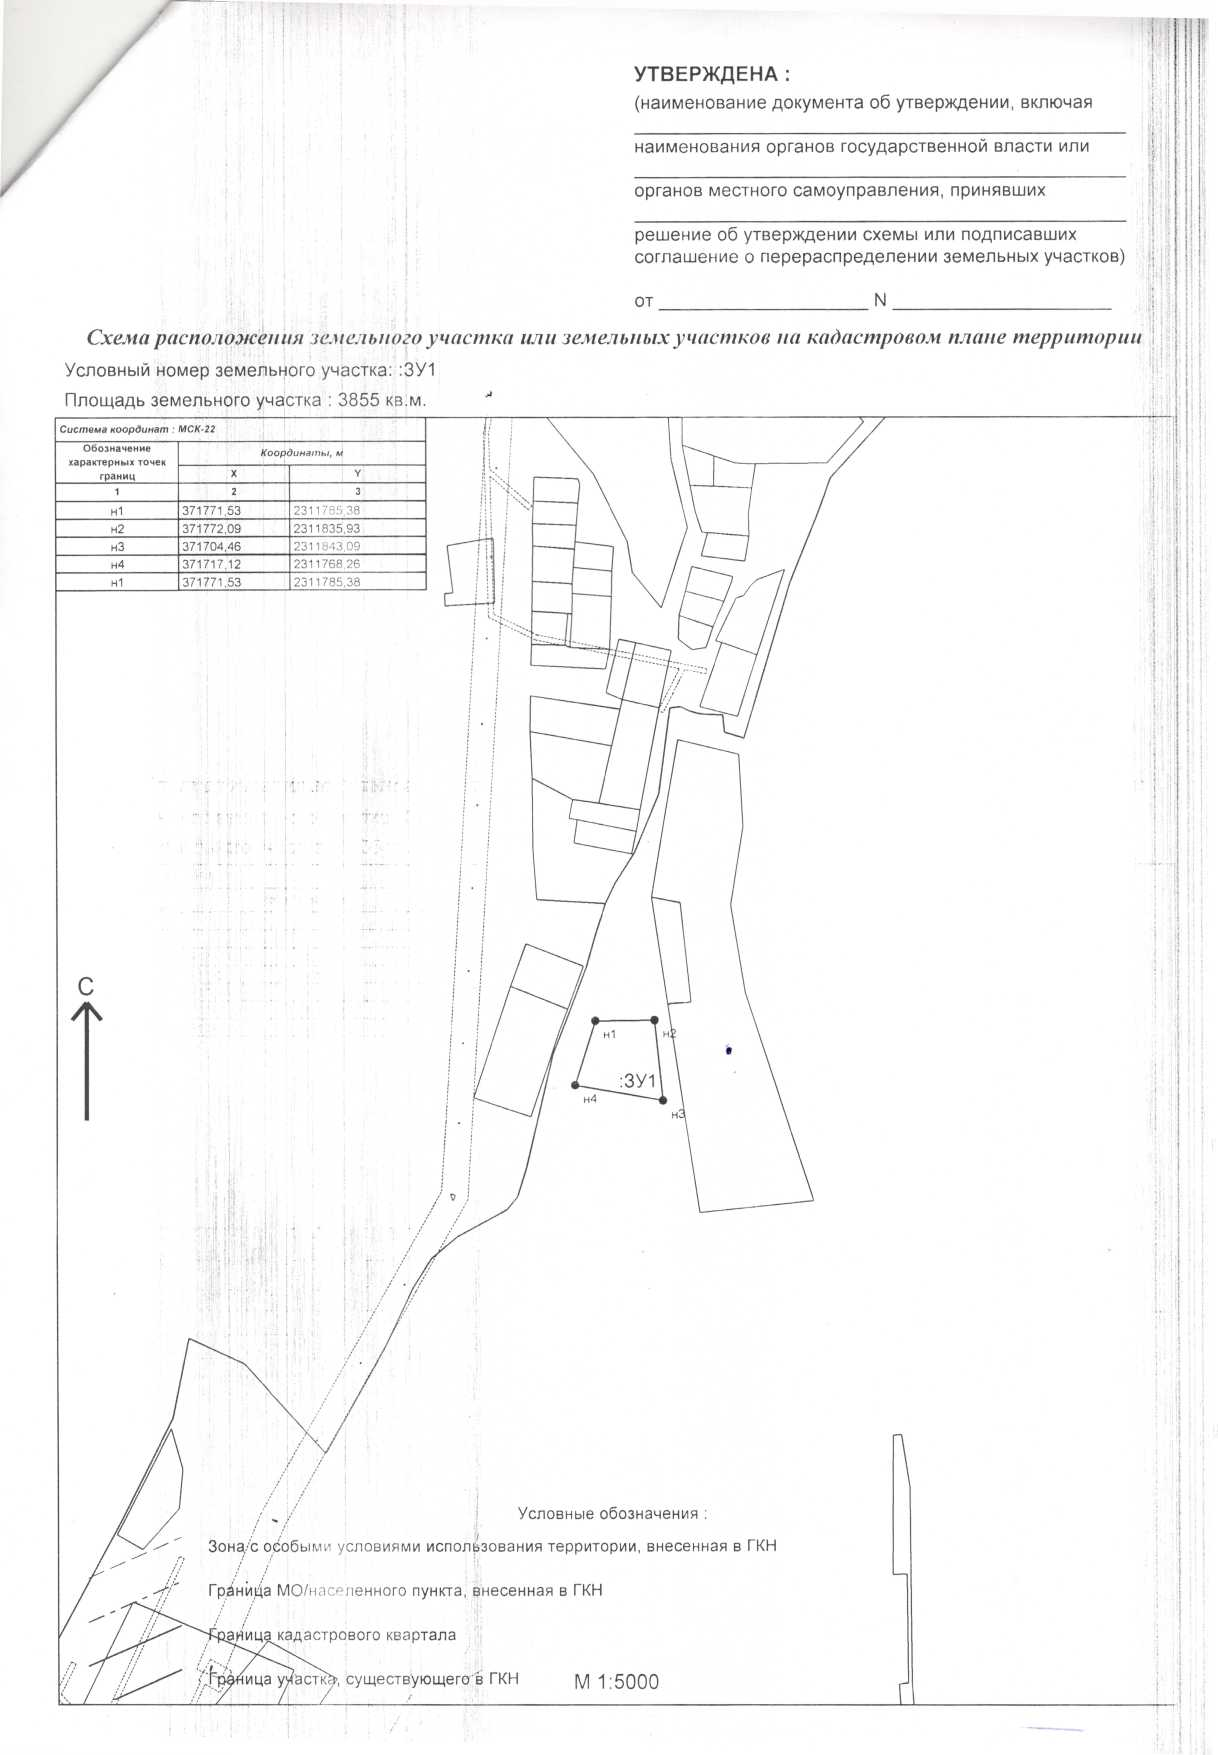 УТВЕРЖДЕНА :
(наименование документа об утверждении, включая
наименования органов государственной власти или
органов местного самоуправления, принявших
решение об утверждении схемы или подписавших
соглашение о перераспределении земельных участков)
от N
Схема расположения земельного участка или земельных участков на кадастровом плане территории
Условный номер земельного участка: :ЗУ1
Площадь земельного участка : 3855 кв.м.
Система координат : МСК-22
Обозначение характерных точек границ Координаты, м
X Y
1 2 3
н1 371771,53 2311785,38
н2 371772,09 2311835,93
н3 371704,46 2311843,09
н4 371717,12 2311768,26
н1 371771,53 2311785,38
С
н1 н2
:ЗУ1
н4 н3
Условные обозначения :
Зона с особыми условиями использования территории, внесенная в ГКН
Граница МО/населенного пункта, внесенная в ГКН
Граница кадастрового квартала
Граница участка, существующего в ГКН
М 1:5000